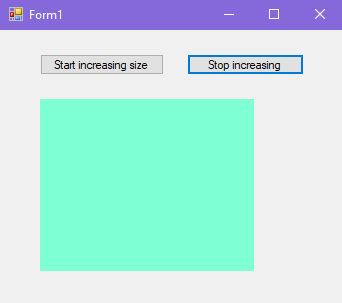 Form1
Start increasing size
Stop increasing